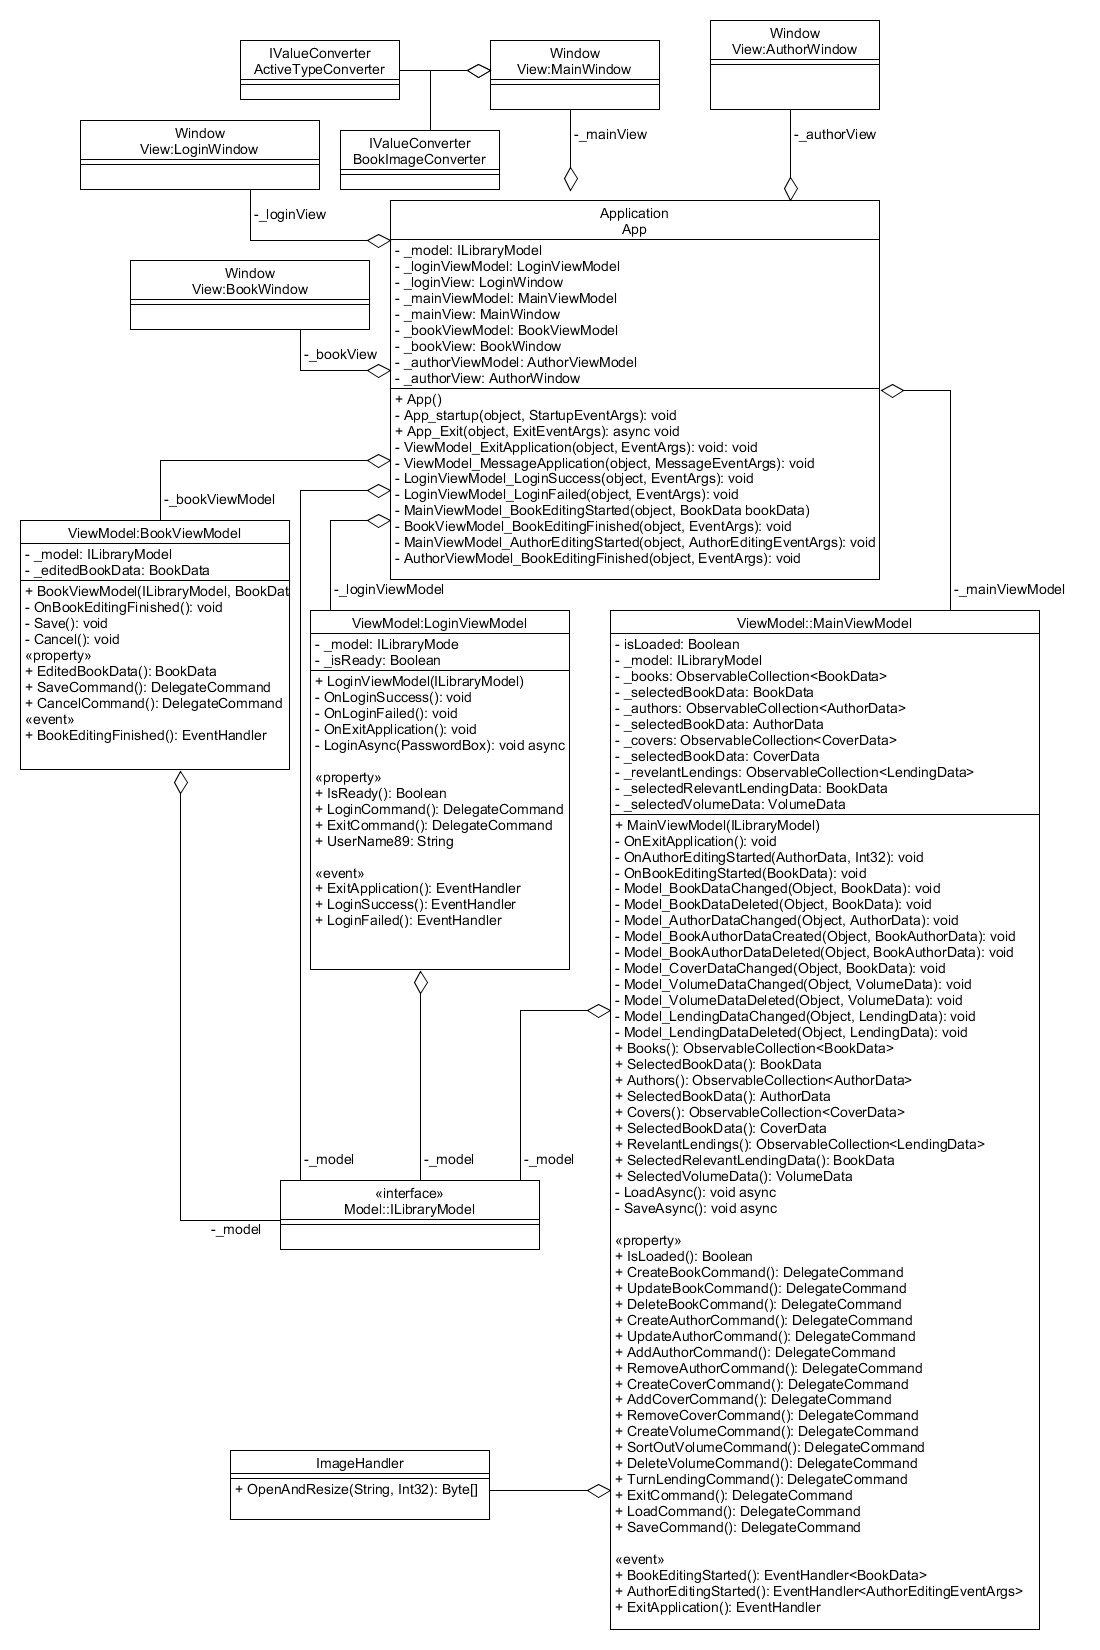 Window
View:AuthorWindow
IValueConverter
ActiveTypeConverter
Window
View:MainWindow
Window
View:LoginWindow
IValueConverter
BookImageConverter
-_mainView
-_authorView
-_loginView
Application
App
- _model: ILibraryModel
- _loginViewModel: LoginViewModel
- _loginView: LoginWindow
- _mainViewModel: MainViewModel
- _mainView: MainWindow
- _bookViewModel: BookViewModel
- _bookView: BookWindow
- _authorViewModel: AuthorViewModel
- _authorView: AuthorWindow
+ App()
- App_startup(object, StartupEventArgs): void
+ App_Exit(object, ExitEventArgs): async void
- ViewModel_ExitApplication(object, EventArgs): void: void
- ViewModel_MessageApplication(object, MessageEventArgs): void
- LoginViewModel_LoginSuccess(object, EventArgs): void
- LoginViewModel_LoginFailed(object, EventArgs): void
- MainViewModel_BookEditingStarted(object, BookData bookData)
- BookViewModel_BookEditingFinished(object, EventArgs): void
- MainViewModel_AuthorEditingStarted(object, AuthorEditingEventArgs): void
- AuthorViewModel_BookEditingFinished(object, EventArgs): void
Window
View:BookWindow
-_bookView
-_bookViewModel
-_loginViewModel
-_mainViewModel
ViewModel:BookViewModel
- _model: ILibraryModel
- _editedBookData: BookData
+ BookViewModel(ILibraryModel, BookDat
- OnBookEditingFinished(): void
- Save(): void
- Cancel(): void
«property»
+ EditedBookData(): BookData
+ SaveCommand(): DelegateCommand
+ CancelCommand(): DelegateCommand
«event»
+ BookEditingFinished(): EventHandler
ViewModel:LoginViewModel
- _model: ILibraryMode
- _isReady: Boolean
+ LoginViewModel(ILibraryModel)
- OnLoginSuccess(): void
- OnLoginFailed(): void
- OnExitApplication(): void
- LoginAsync(PasswordBox): void async
«property»
+ IsReady(): Boolean
+ LoginCommand(): DelegateCommand
+ ExitCommand(): DelegateCommand
+ UserName89: String
«event»
+ ExitApplication(): EventHandler
+ LoginSuccess(): EventHandler
+ LoginFailed(): EventHandler
ViewModel::MainViewModel
- isLoaded: Boolean
- _model: ILibraryModel
- _books: ObservableCollection<BookData>
- _selectedBookData: BookData
- _authors: ObservableCollection<AuthorData>
- _selectedBookData: AuthorData
- _covers: ObservableCollection<CoverData>
- _selectedBookData: CoverData
- _revelantLendings: ObservableCollection<LendingData>
- _selectedRelevantLendingData: BookData
- _selectedVolumeData: VolumeData
+ MainViewModel(ILibraryModel)
- OnExitApplication(): void
- OnAuthorEditingStarted(AuthorData, Int32): void
- OnBookEditingStarted(BookData): void
- Model_BookDataChanged(Object, BookData): void
- Model_BookDataDeleted(Object, BookData): void
- Model_AuthorDataChanged(Object, AuthorData): void
- Model_BookAuthorDataCreated(Object, BookAuthorData): void
- Model_BookAuthorDataDeleted(Object, BookAuthorData): void
- Model_CoverDataChanged(Object, BookData): void
- Model_VolumeDataChanged(Object, VolumeData): void
- Model_VolumeDataDeleted(Object, VolumeData): void
- Model_LendingDataChanged(Object, LendingData): void
- Model_LendingDataDeleted(Object, LendingData): void
+ Books(): ObservableCollection<BookData>
+ SelectedBookData(): BookData
+ Authors(): ObservableCollection<AuthorData>
+ SelectedBookData(): AuthorData
+ Covers(): ObservableCollection<CoverData>
+ SelectedBookData(): CoverData
+ RevelantLendings(): ObservableCollection<LendingData>
+ SelectedRelevantLendingData(): BookData
+ SelectedVolumeData(): VolumeData
- LoadAsync(): void async
- SaveAsync(): void async
«property»
+ IsLoaded(): Boolean
+ CreateBookCommand(): DelegateCommand
+ UpdateBookCommand(): DelegateCommand
+ DeleteBookCommand(): DelegateCommand
+ CreateAuthorCommand(): DelegateCommand
+ UpdateAuthorCommand(): DelegateCommand
+ AddAuthorCommand(): DelegateCommand
+ RemoveAuthorCommand(): DelegateCommand
+ CreateCoverCommand(): DelegateCommand
+ AddCoverCommand(): DelegateCommand
+ RemoveCoverCommand(): DelegateCommand
+ CreateVolumeCommand(): DelegateCommand
+ SortOutVolumeCommand(): DelegateCommand
+ DeleteVolumeCommand(): DelegateCommand
+ TurnLendingCommand(): DelegateCommand
+ ExitCommand(): DelegateCommand
+ LoadCommand(): DelegateCommand
+ SaveCommand(): DelegateCommand
«event»
+ BookEditingStarted(): EventHandler<BookData>
+ AuthorEditingStarted(): EventHandler<AuthorEditingEventArgs>
+ ExitApplication(): EventHandler
-_model
-_model
-_model
-_model
«interface»
Model::ILibraryModel
ImageHandler
+ OpenAndResize(String, Int32): Byte[]